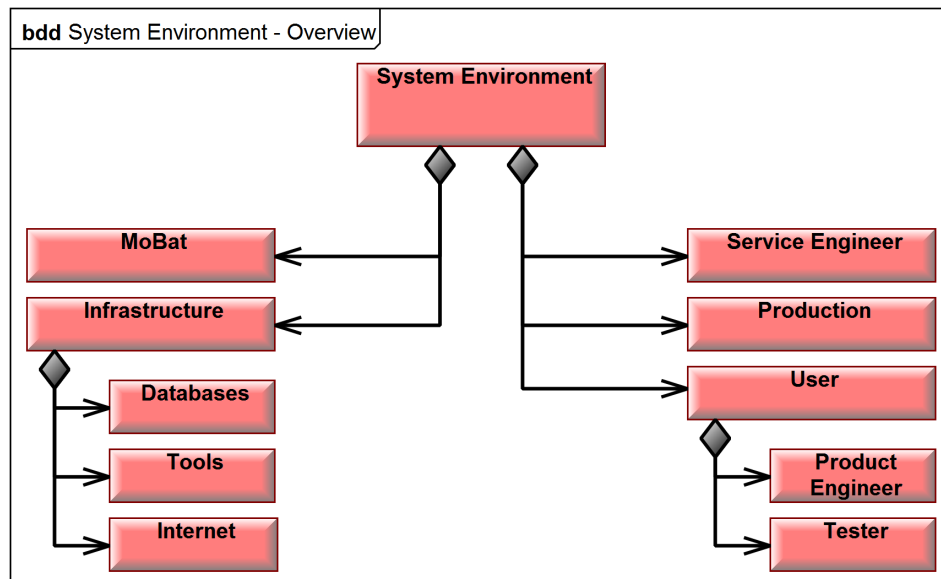 bdd System Environment - Overview
System Environment
MoBat
Infrastructure
Databases
Tools
Internet
Service Engineer
Production
User
Product
Engineer
Tester